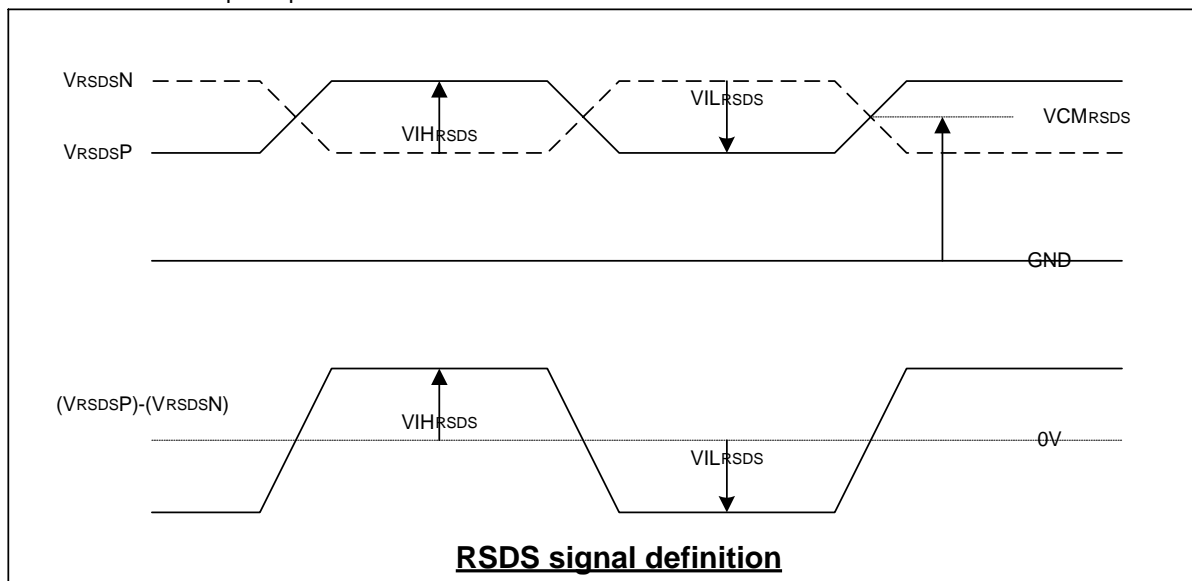 VRSDSN
VIHRSDS
VILRSDS
VCMRSDS
VRSDSP
GND
(VRSDSP)-(VRSDSN)
VIHRSDS
0V
VILRSDS
RSDS signal definition